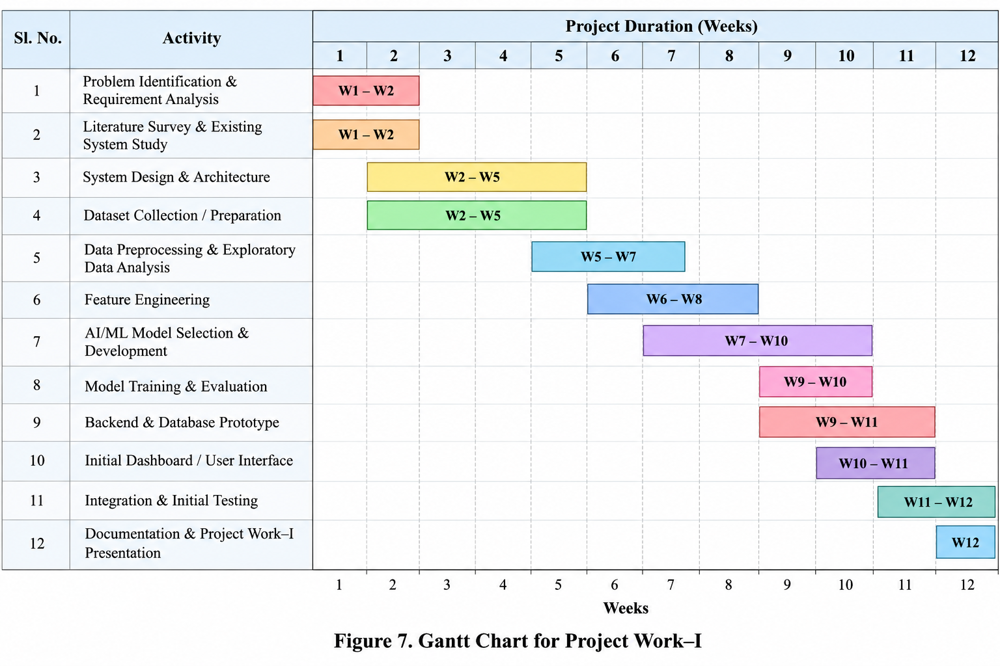 Sl. No. Activity Project Duration (Weeks)
1 2 3 4 5 6 7 8 9 10 11 12
1 Problem Identification & W1 – W2
Requirement Analysis
2 Literature Survey & Existing W1 – W2
System Study
3 System Design & Architecture W2 – W5
4 Dataset Collection / Preparation W2 – W5
5 Data Preprocessing & Exploratory W5 – W7
Data Analysis
6 Feature Engineering W6 – W8
7 AI/ML Model Selection & W7 – W10
Development
8 Model Training & Evaluation W9 – W10
9 Backend & Database Prototype W9 – W11
10 Initial Dashboard / User Interface W10 – W11
11 Integration & Initial Testing W11 – W12
12 Documentation & Project Work–I W12
Presentation
1 2 3 4 5 6 7 8 9 10 11 12
Weeks
Figure 7. Gantt Chart for Project Work–I